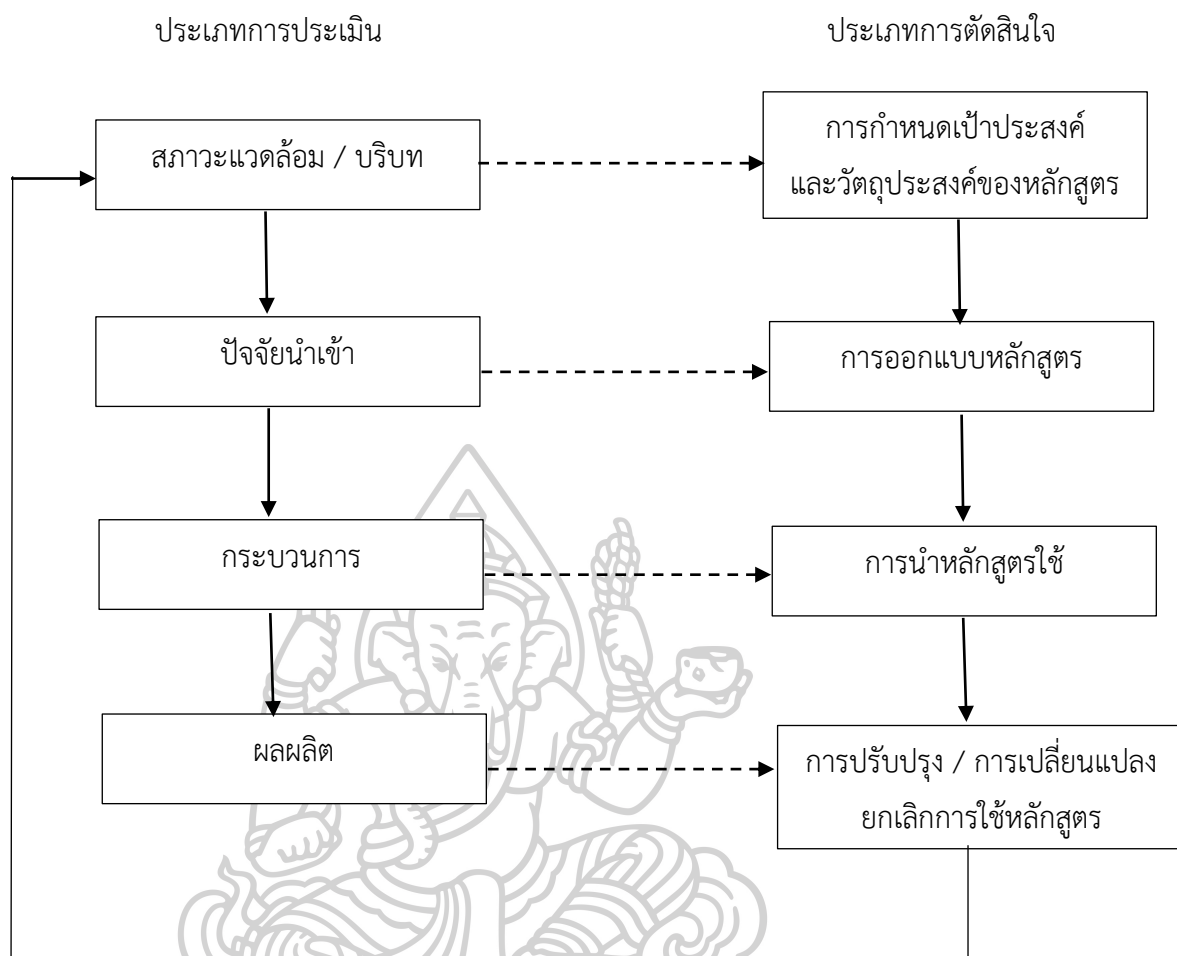 ประเภทการประเมิน
ประเภทการตัดสินใจ
สภาวะแวดล้อม / บริบท
การกำหนดเป้าประสงค์
และวัตถุประสงค์ของหลักสูตร
ปัจจัยนำเข้า
การออกแบบหลักสูตร
กระบวนการ
การนำหลักสูตรใช้
ผลผลิต
การปรับปรุง / การเปลี่ยนแปลง
ยกเลิกการใช้หลักสูตร